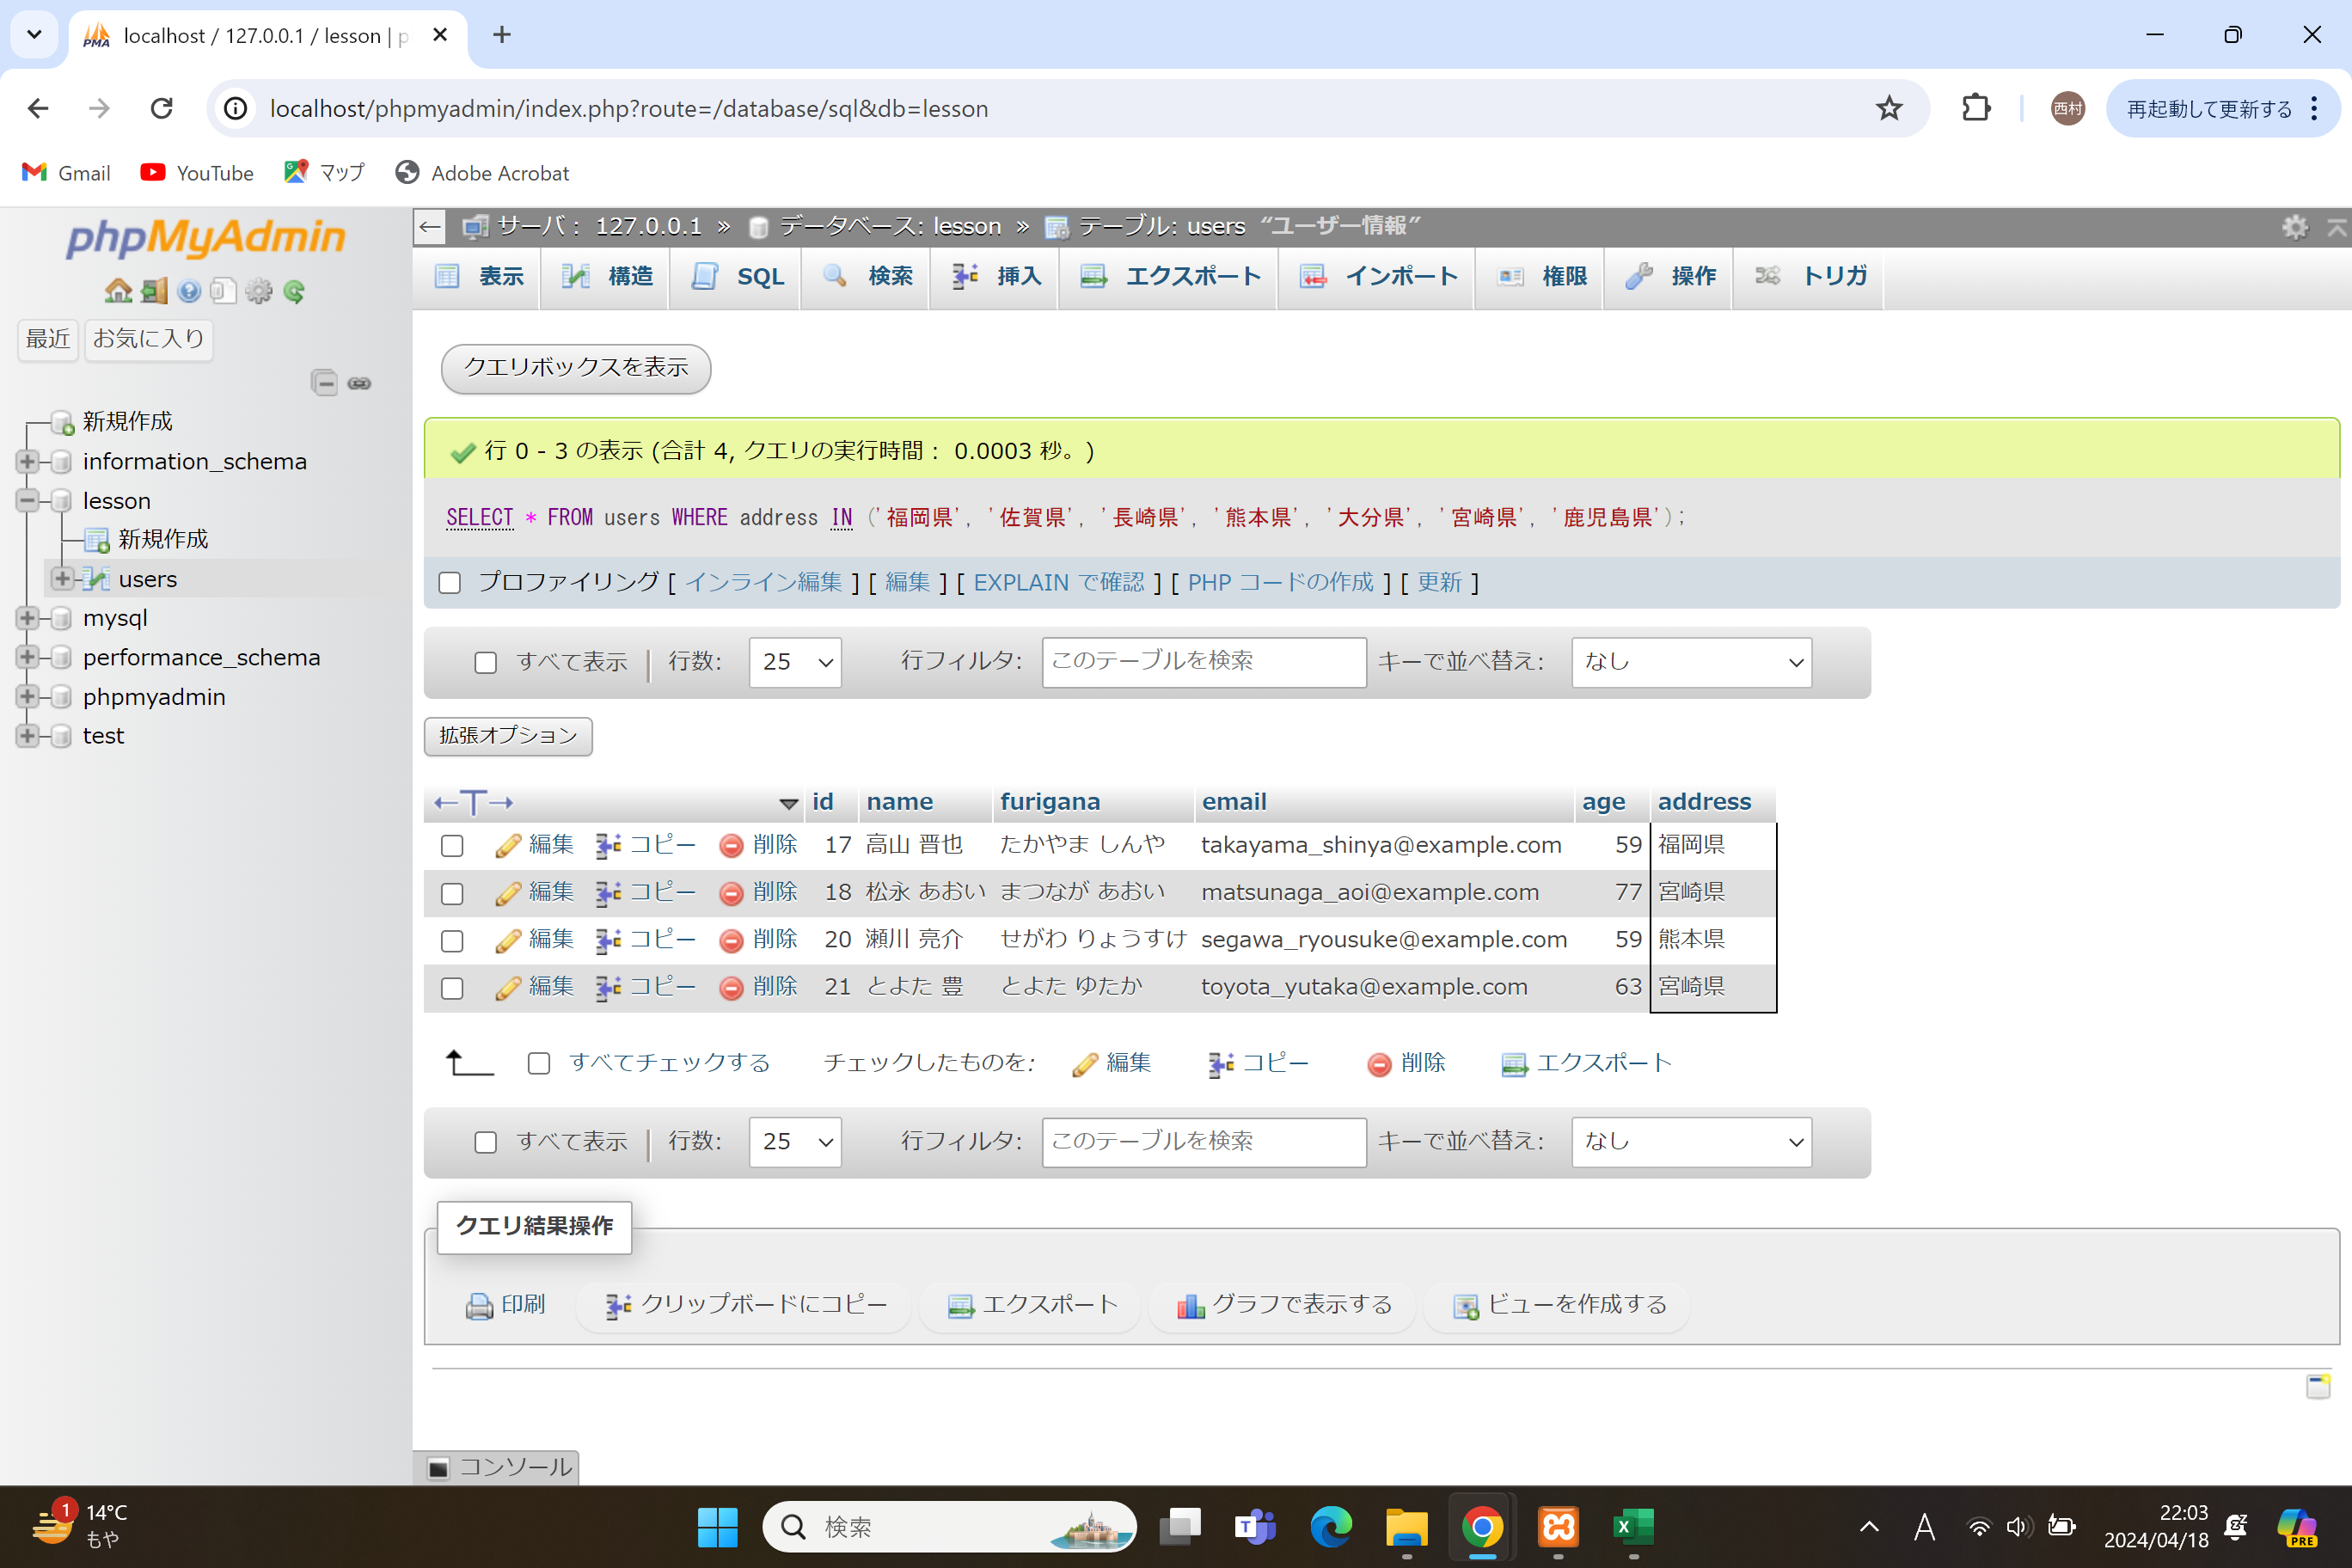 localhost / 127.0.0.1 / lesson | p
localhost/phpmyadmin/index.php?route=/database/sql&db=lesson
西村
再起動して更新する
Gmail
YouTube
マップ
Adobe Acrobat
phpMyAdmin
最近 お気に入り
新規作成
information_schema
lesson
新規作成
users
mysql
performance_schema
phpmyadmin
test
サーバ: 127.0.0.1 » データベース: lesson » テーブル: users “ユーザー情報”
表示 構造 SQL 検索 挿入 エクスポート インポート 権限 操作 トリガ
クエリボックスを表示
行 0 - 3 の表示 (合計 4, クエリの実行時間: 0.0003 秒。)
SELECT * FROM users WHERE address IN ('福岡県', '佐賀県', '長崎県', '熊本県', '大分県', '宮崎県', '鹿児島県');
プロファイリング [ インライン編集 ] [ 編集 ] [ EXPLAIN で確認 ] [ PHP コードの作成 ] [ 更新 ]
すべて表示 | 行数: 25 行フィルタ: このテーブルを検索 キーで並べ替え: なし
拡張オプション
←T→ id name furigana email age address
編集 コピー 削除 17 高山 晋也 たかやま しんや takayama_shinya@example.com 59 福岡県
編集 コピー 削除 18 松永 あおい まつなが あおい matsunaga_aoi@example.com 77 宮崎県
編集 コピー 削除 20 瀬川 亮介 せがわ りょうすけ segawa_ryousuke@example.com 59 熊本県
編集 コピー 削除 21 とよた 豊 とよた ゆたか toyota_yutaka@example.com 63 宮崎県
すべてチェックする チェックしたものを: 編集 コピー 削除 エクスポート
すべて表示 | 行数: 25 行フィルタ: このテーブルを検索 キーで並べ替え: なし
クエリ結果操作
印刷 クリップボードにコピー エクスポート グラフで表示する ビューを作成する
コンソール
1
14°C
もや
検索
A
22:03
2024/04/18
PRE